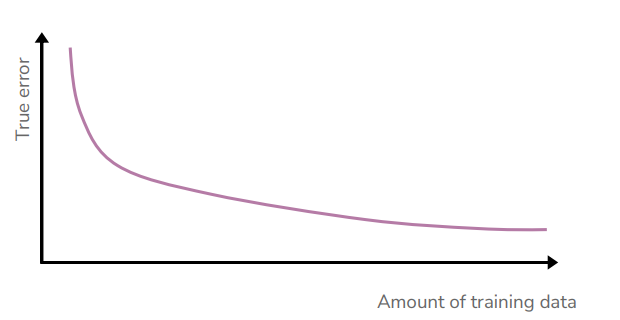 True error
Amount of training data